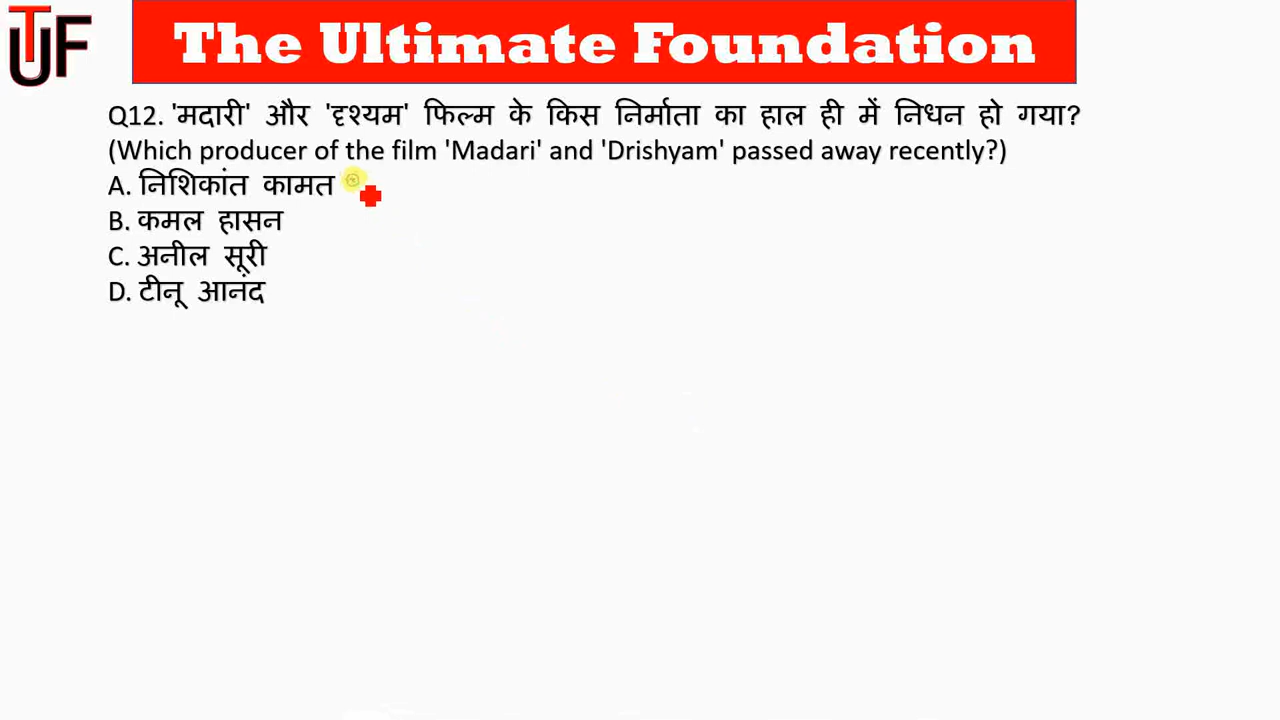 TUF
The Ultimate Foundation
Q12. 'मदारी' और 'दृश्यम' फिल्म के किस निर्माता का हाल ही में निधन हो गया?
(Which producer of the film 'Madari' and 'Drishyam' passed away recently?)
A. निशिकांत कामत
B. कमल हासन
C. अनील सूरी
D. टीनू आनंद